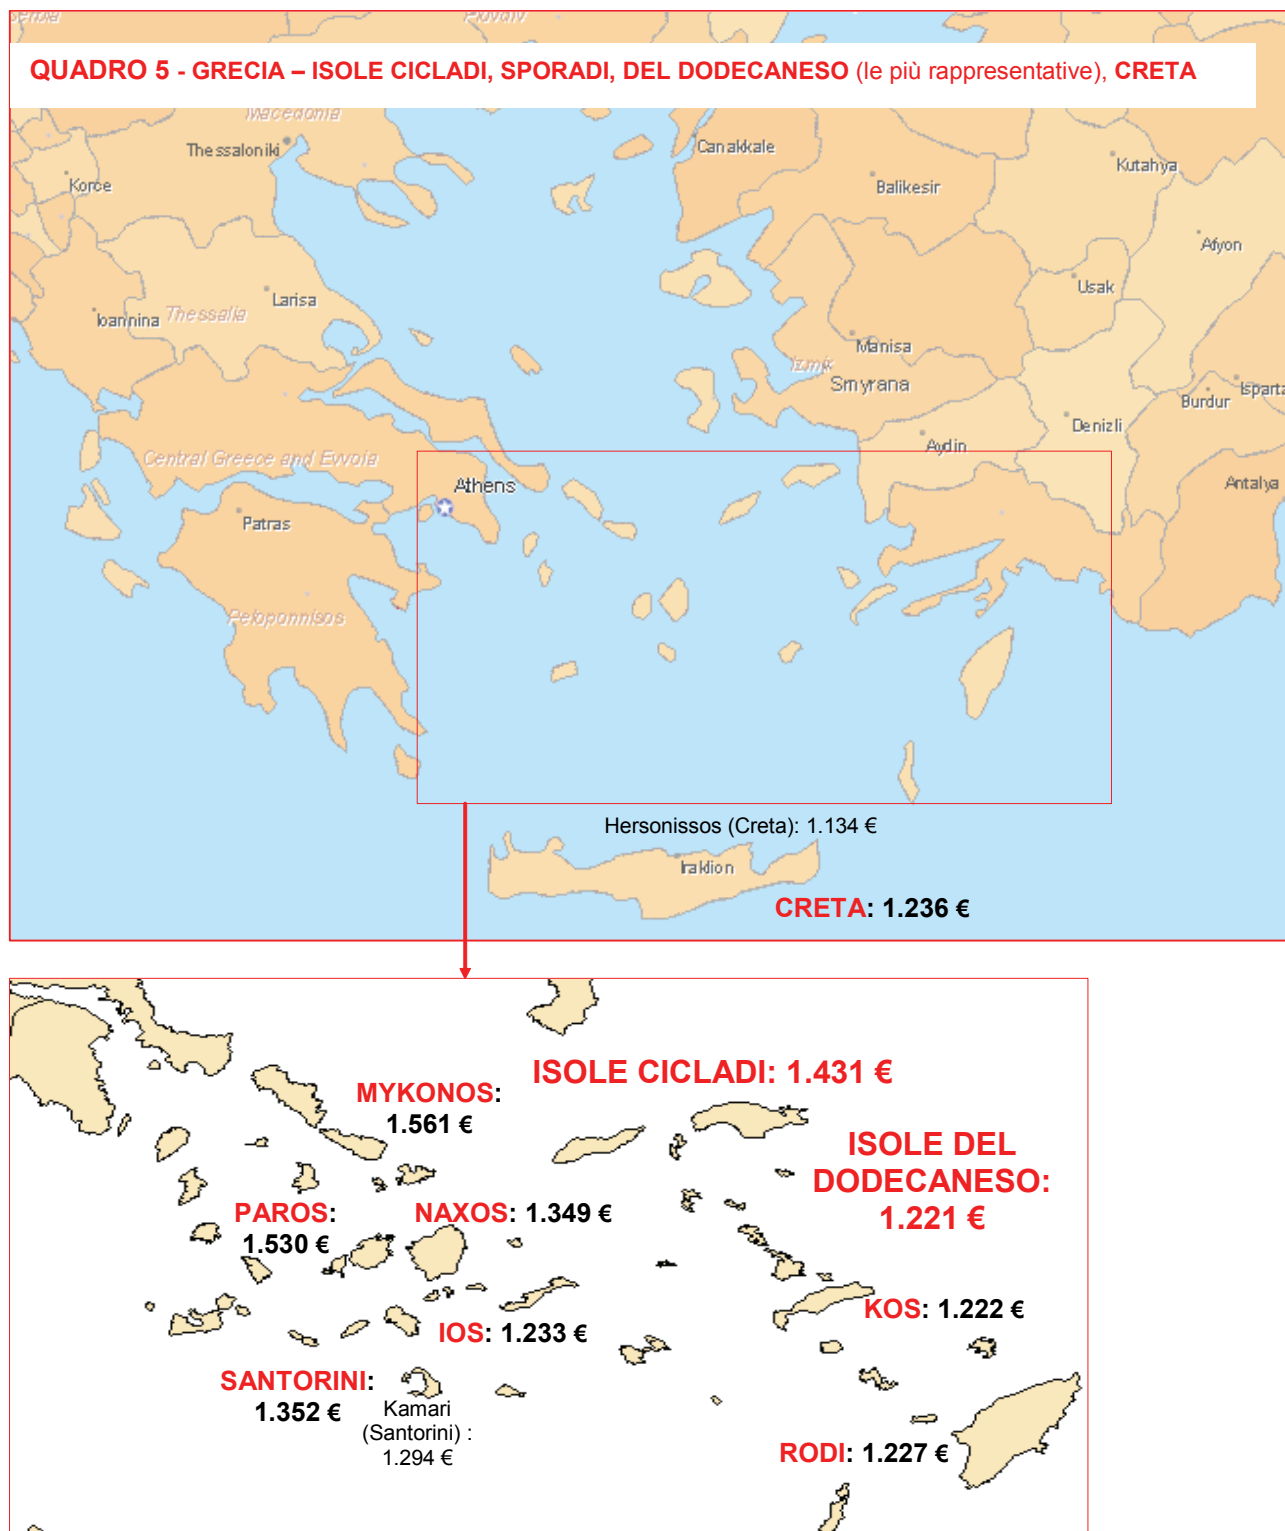 QUADRO 5 - GRECIA – ISOLE CICLADI, SPORADI, DEL DODECANESO (le più rappresentative), CRETA
Macedonia
Thessaloniki
Canakkale
Kutahya
Korce
Balikesir
Afyon
Usak
Larisa
Ioannina
Thessalia
Manisa
Izmir
Smyrana
Isparta
Burdur
Denizli
Aydin
Central Greece and Evvoia
Athens
Antalya
Patras
Peloponnisos
Hersonissos (Creta): 1.134 €
Iraklion
CRETA: 1.236 €
ISOLE CICLADI: 1.431 €
MYKONOS:
1.561 €
ISOLE DEL
DODECANESO:
1.221 €
PAROS:
1.530 €
NAXOS: 1.349 €
KOS: 1.222 €
IOS: 1.233 €
SANTORINI:
1.352 €
Kamari
(Santorini) :
1.294 €
RODI: 1.227 €